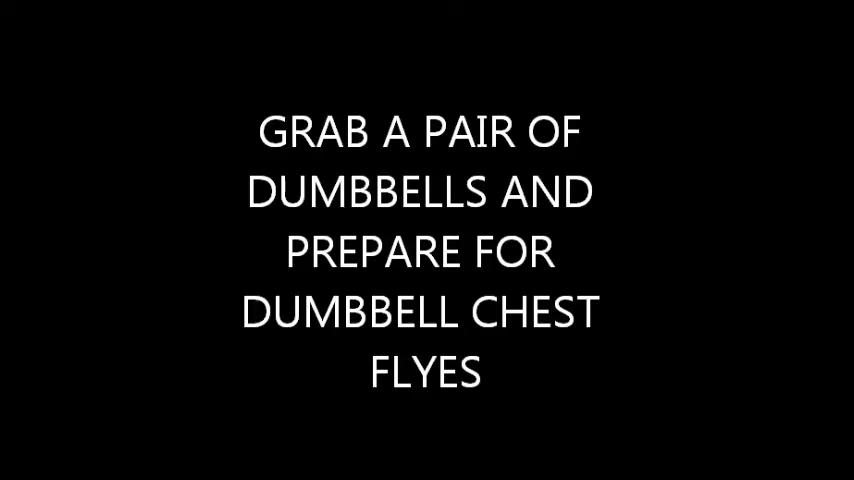 GRAB A PAIR OF
DUMBBELLS AND
PREPARE FOR
DUMBBELL CHEST
FLYES